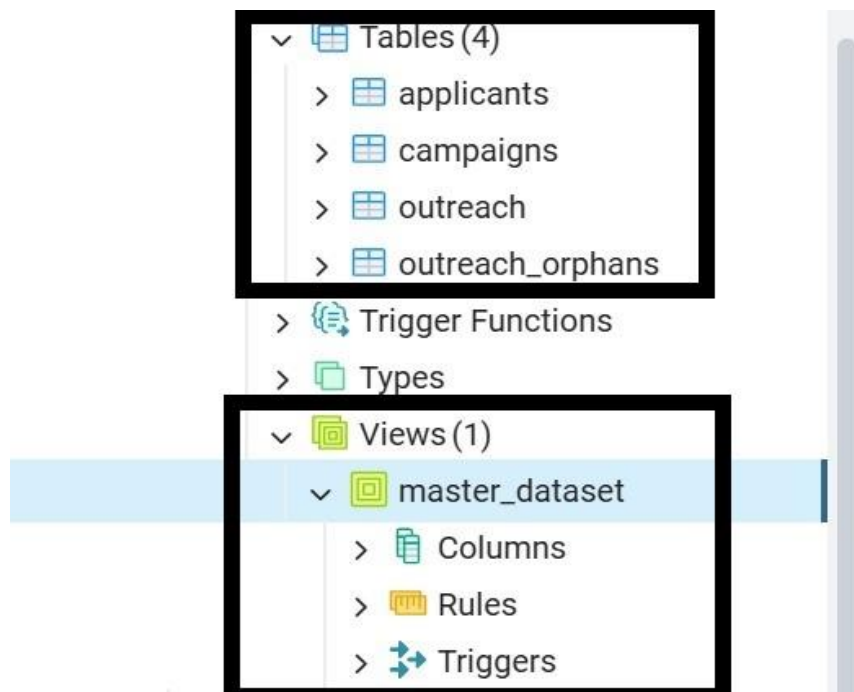 Tables (4)
applicants
campaigns
outreach
outreach_orphans
Trigger Functions
Types
Views (1)
master_dataset
Columns
Rules
Triggers